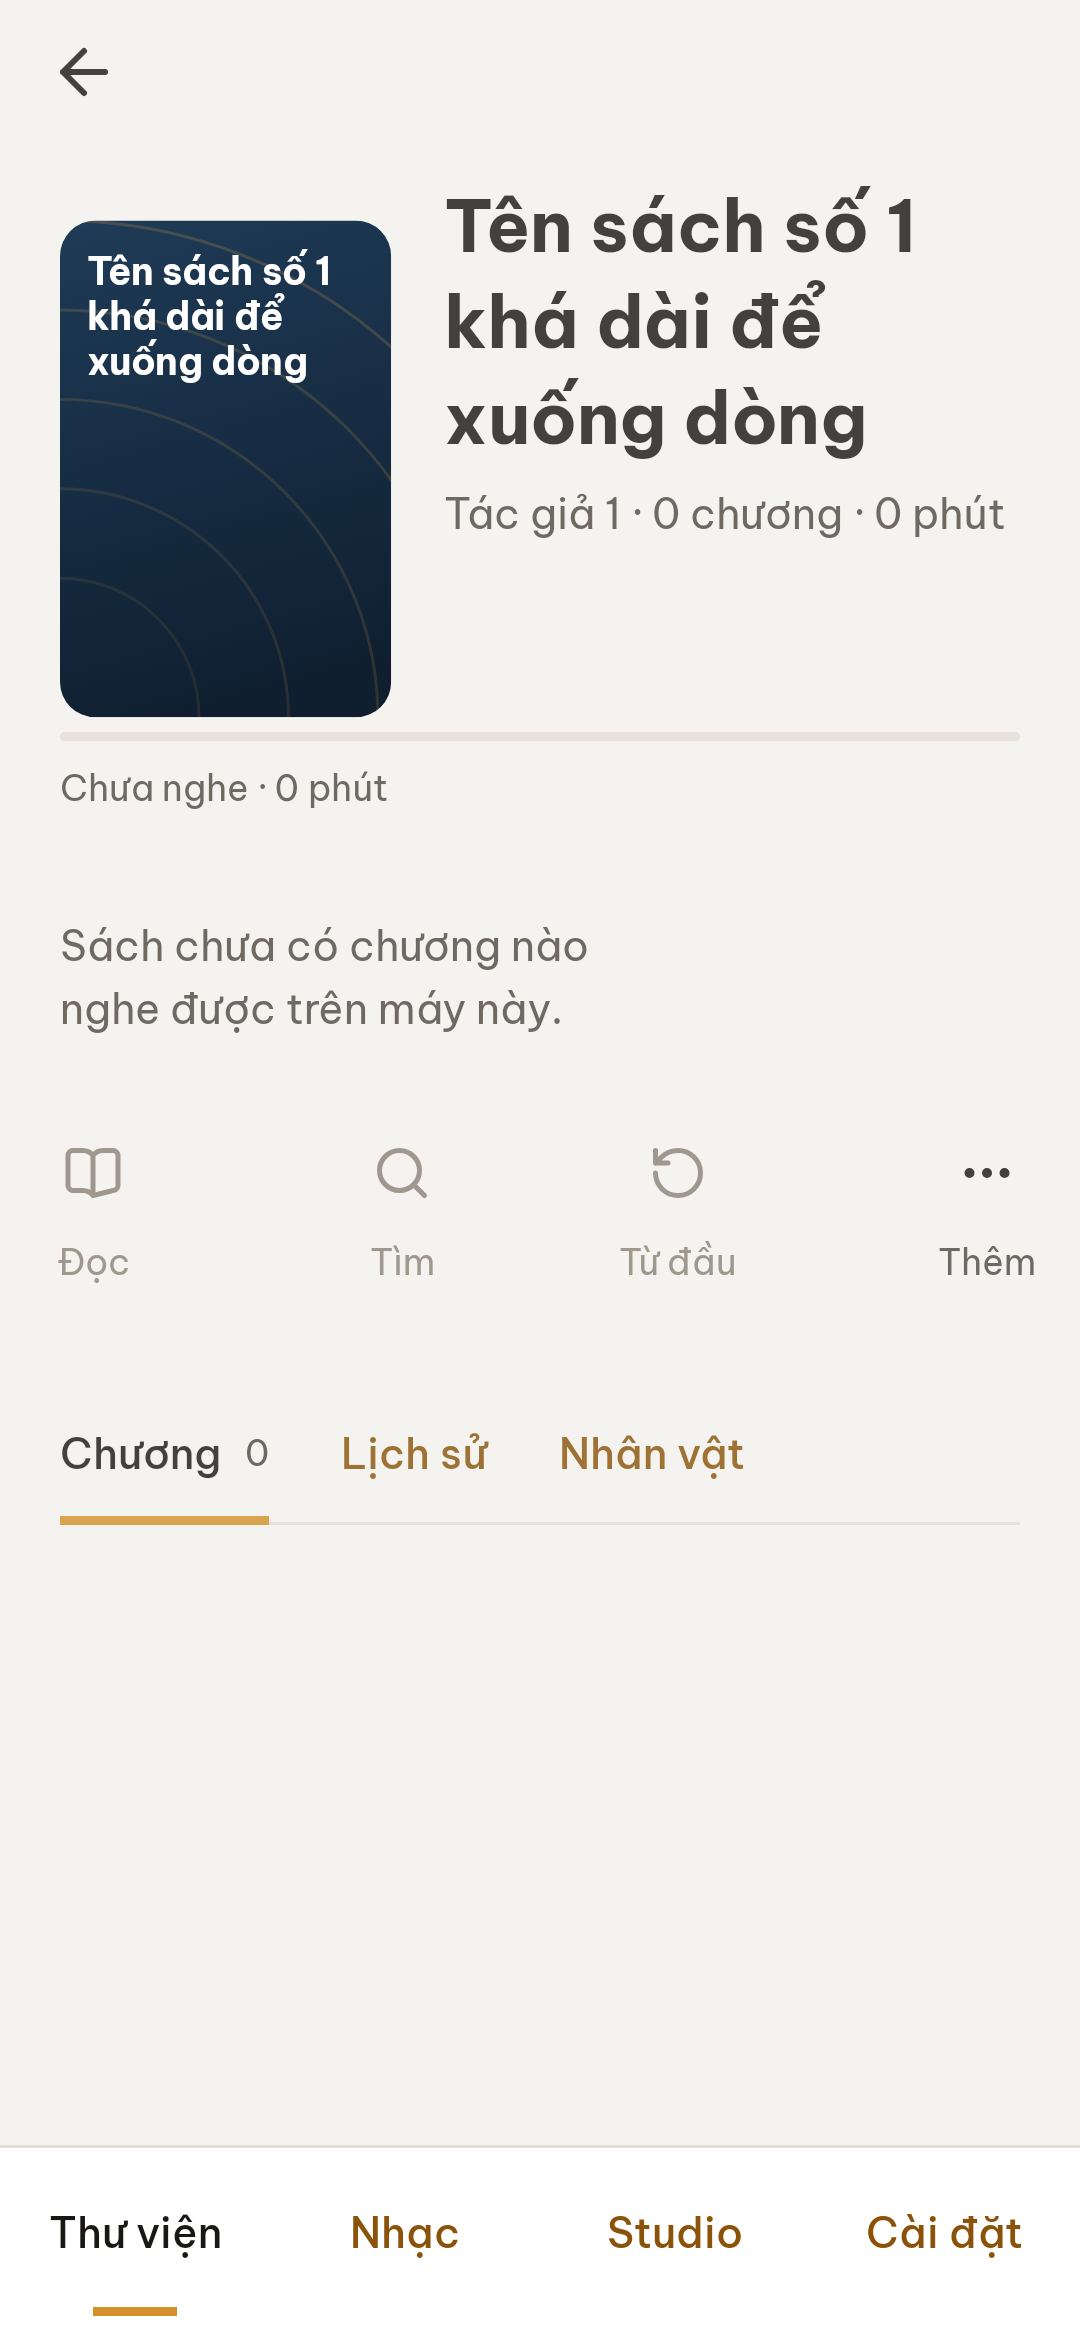 Tên sách số 1
khá dài để
xuống dòng
Tên sách số 1
khá dài để
xuống dòng
Tác giả 1 · 0 chương · 0 phút
Chưa nghe · 0 phút
Sách chưa có chương nào
nghe được trên máy này.
Đọc Tìm Từ đầu Thêm
Chương 0 Lịch sử Nhân vật
Thư viện Nhạc Studio Cài đặt